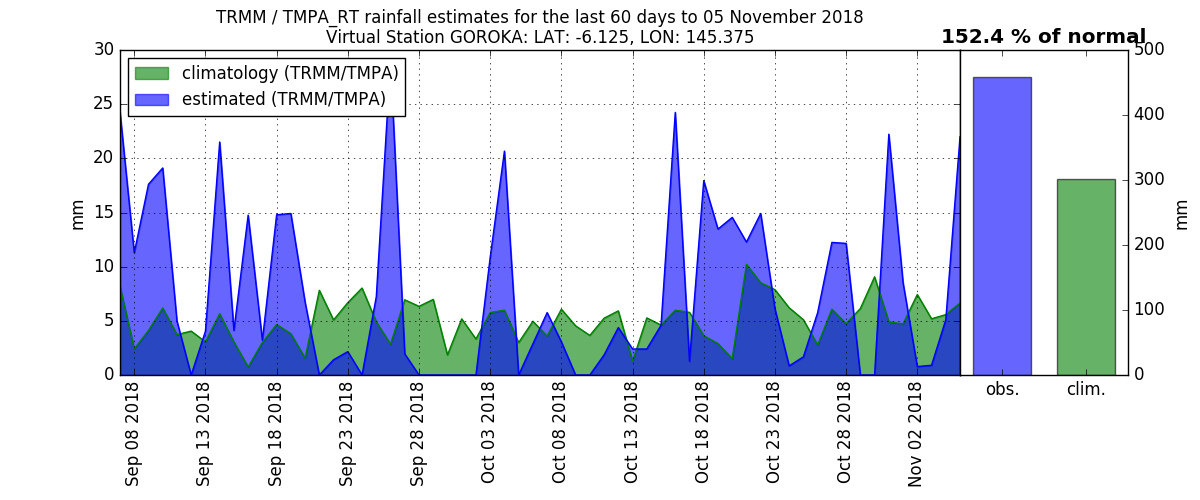 TRMM / TMPA_RT rainfall estimates for the last 60 days to 05 November 2018
Virtual Station GOROKA: LAT: -6.125, LON: 145.375
152.4 % of normal
climatology (TRMM/TMPA)
estimated (TRMM/TMPA)
mm
30
25
20
15
10
5
0
Sep 08 2018
Sep 13 2018
Sep 18 2018
Sep 23 2018
Sep 28 2018
Oct 03 2018
Oct 08 2018
Oct 13 2018
Oct 18 2018
Oct 23 2018
Oct 28 2018
Nov 02 2018
obs.
clim.
500
400
300
200
100
0
mm